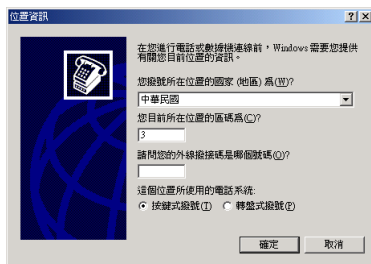 位置資訊
在您進行電話或數據機連線前，Windows 需要您提供
有關您目前位置的資訊。
您撥號所在位置的國家 (地區) 為(W)?
中華民國
您目前所在位置的區碼為(C)?
3
請問您的外線撥接碼是哪個號碼(O)?
這個位置所使用的電話系統:
按鍵式撥號(T) 轉盤式撥號(P)
確定 取消